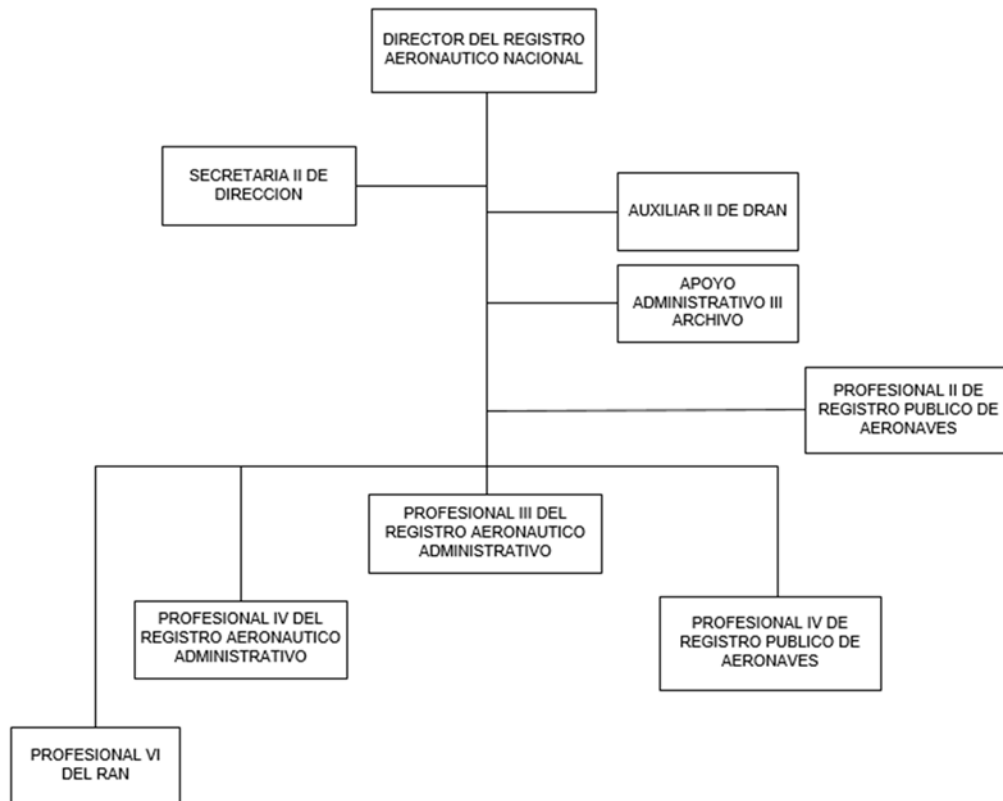 DIRECTOR DEL REGISTRO
AERONAUTICO NACIONAL
SECRETARIA II DE
DIRECCION
AUXILIAR II DE DRAN
APOYO
ADMINISTRATIVO III
ARCHIVO
PROFESIONAL II DE
REGISTRO PUBLICO DE
AERONAVES
PROFESIONAL III DEL
REGISTRO AERONAUTICO
ADMINISTRATIVO
PROFESIONAL IV DEL
REGISTRO AERONAUTICO
ADMINISTRATIVO
PROFESIONAL IV DE
REGISTRO PUBLICO DE
AERONAVES
PROFESIONAL VI
DEL RAN